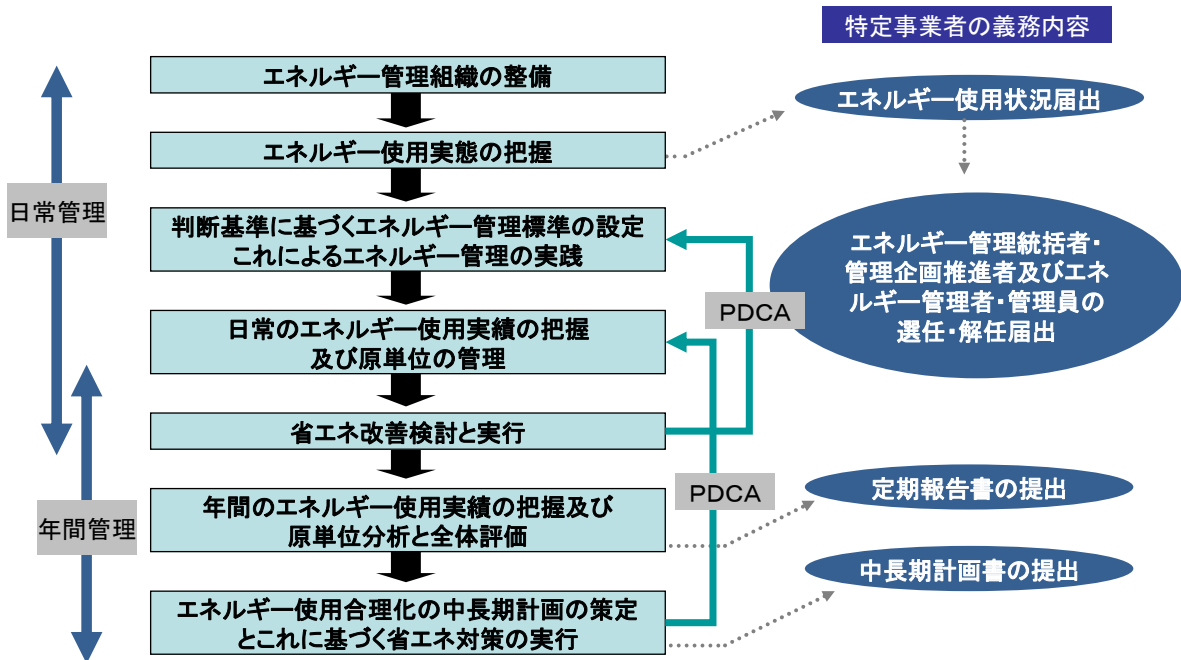 特定事業者の義務内容
エネルギー管理組織の整備
エネルギー使用状況届出
エネルギー使用実態の把握
日常管理
判断基準に基づくエネルギー管理標準の設定
これによるエネルギー管理の実践
エネルギー管理統括者・
管理企画推進者及びエネ
ルギー管理者・管理員の
選任・解任届出
PDCA
日常のエネルギー使用実績の把握
及び原単位の管理
省エネ改善検討と実行
PDCA
年間管理
年間のエネルギー使用実績の把握及び
原単位分析と全体評価
定期報告書の提出
中長期計画書の提出
エネルギー使用合理化の中長期計画の策定
とこれに基づく省エネ対策の実行